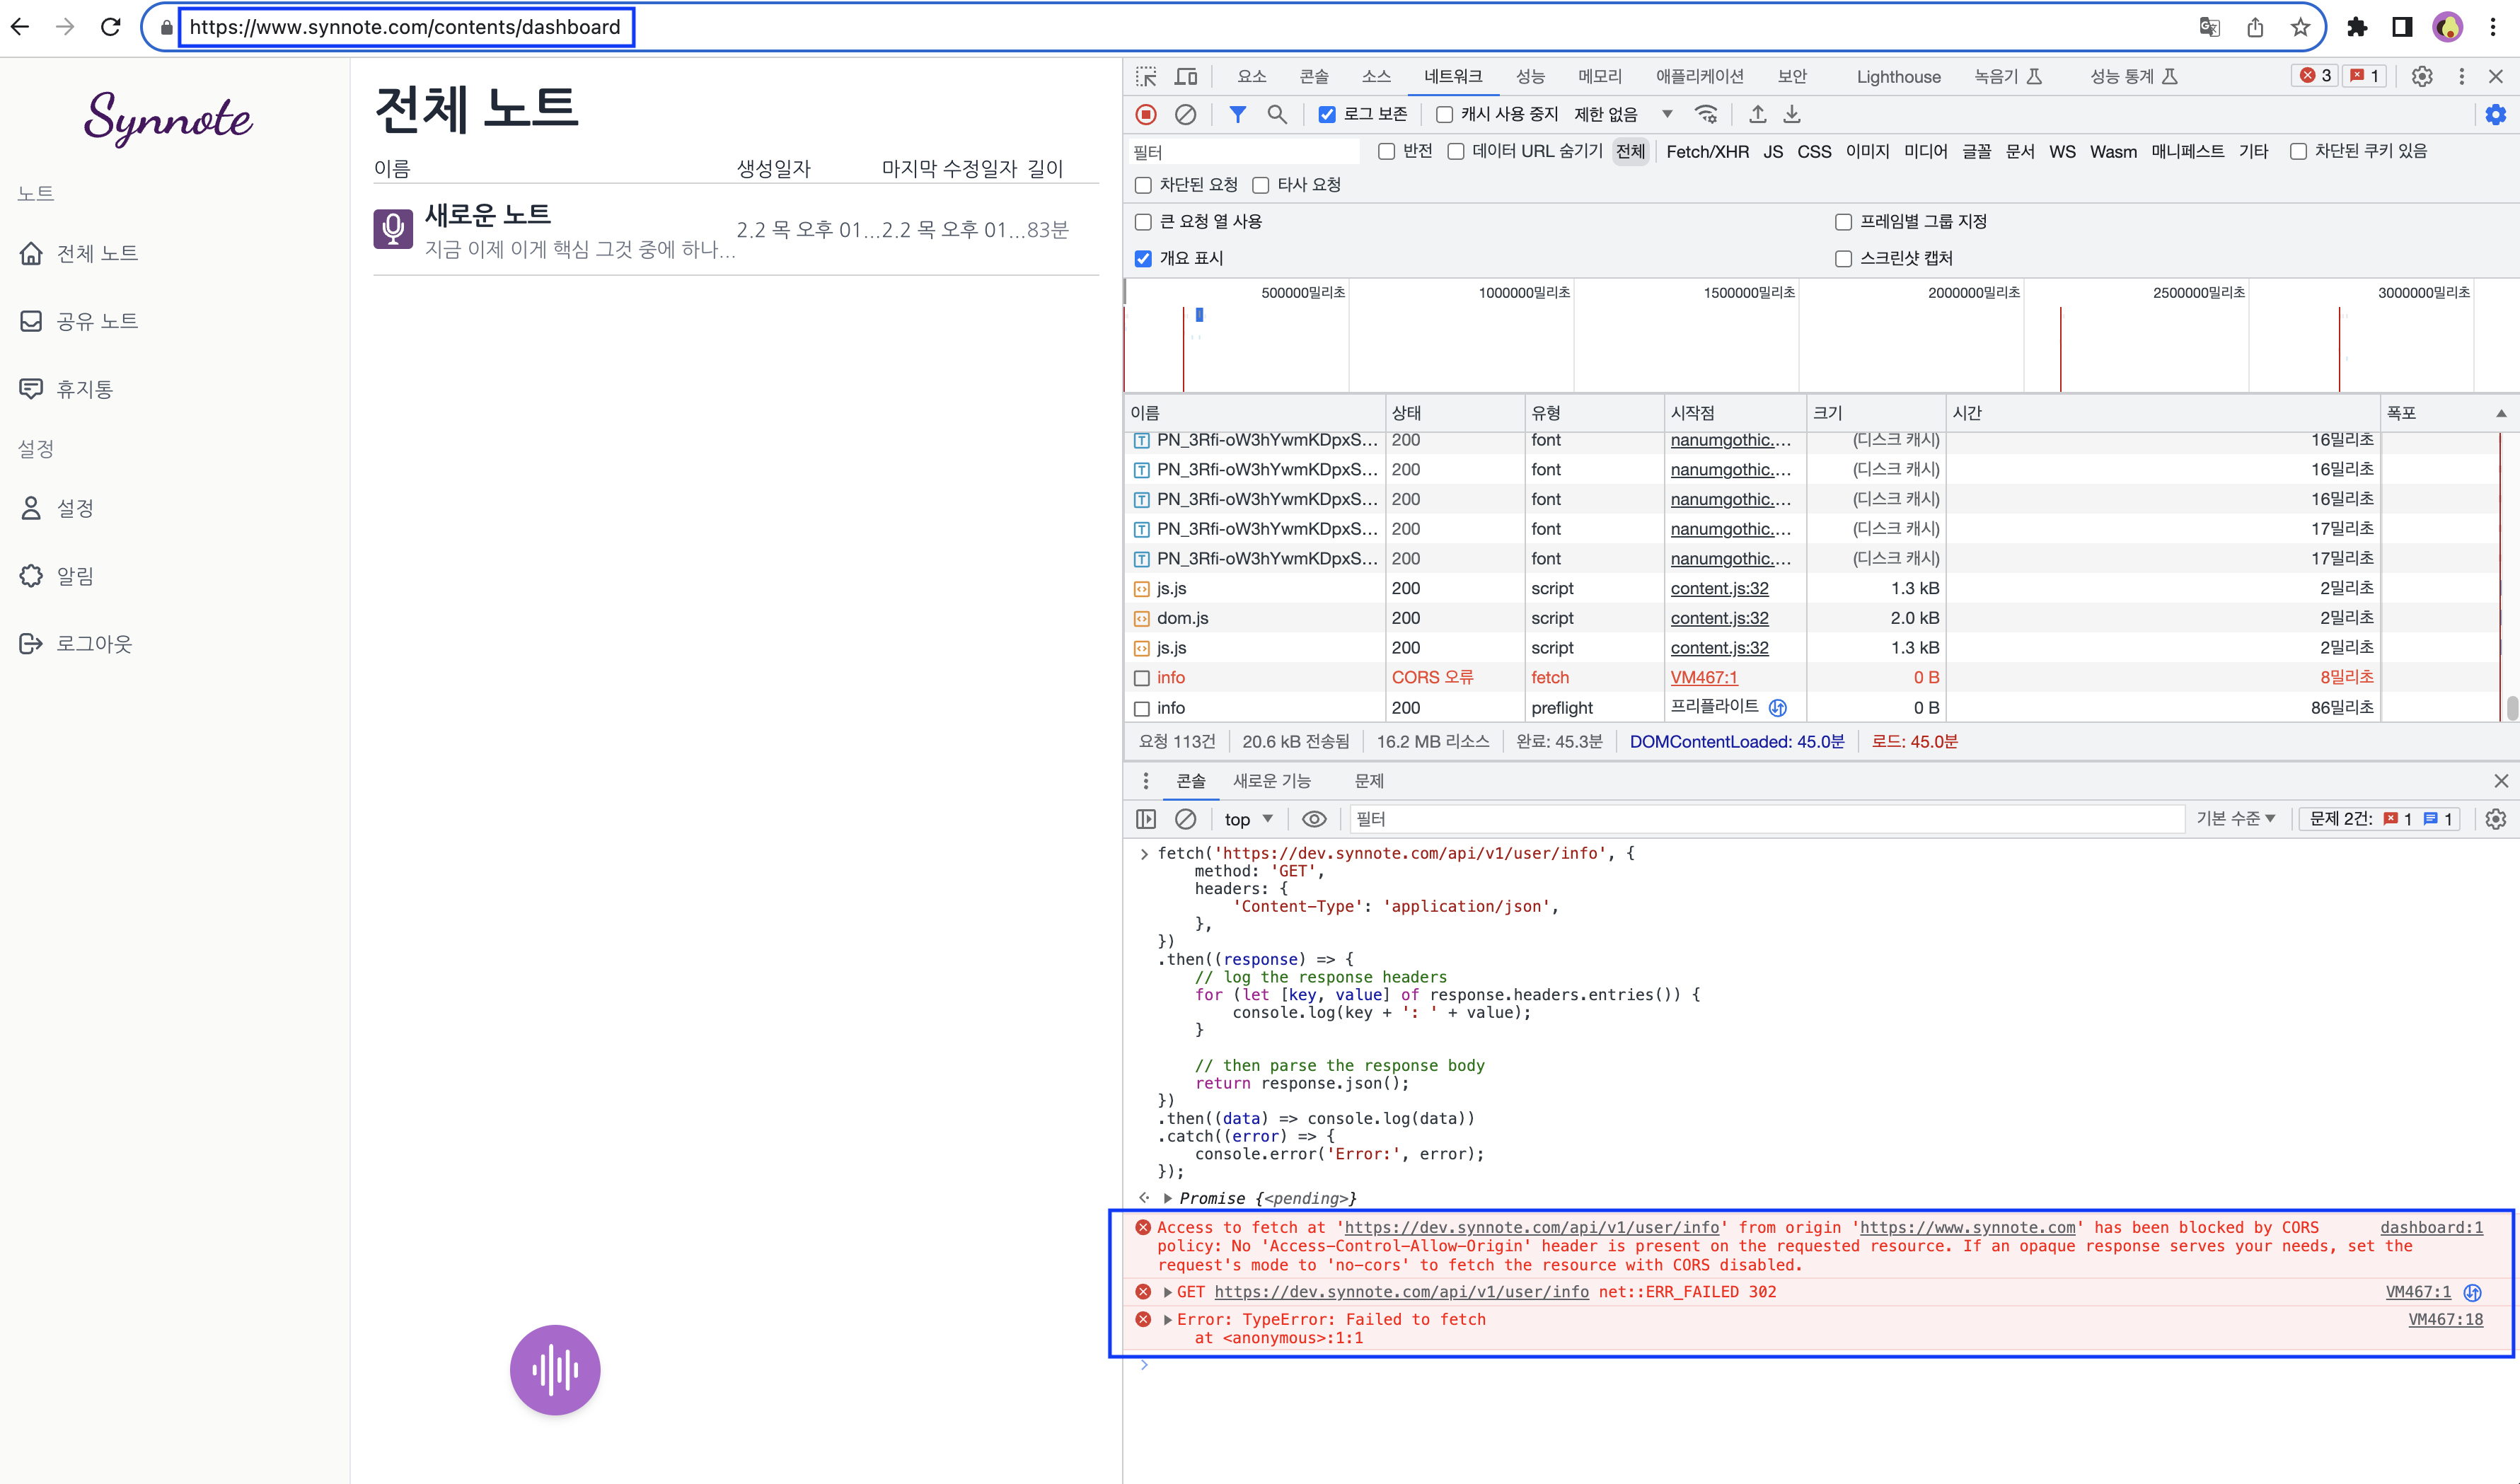 https://www.synnote.com/contents/dashboard
Synnote
노트
전체 노트
공유 노트
휴지통
설정
설정
알림
로그아웃
전체 노트
이름 생성일자 마지막 수정일자 길이
새로운 노트
지금 이제 이게 핵심 그것 중에 하나...
2.2 목 오후 01... 2.2 목 오후 01... 83분
요소 콘솔 소스 네트워크 성능 메모리 애플리케이션 보안 Lighthouse 녹음기 성능 통계 3 1
로그 보존 캐시 사용 중지 제한 없음
필터 반전 데이터 URL 숨기기 전체 Fetch/XHR JS CSS 이미지 미디어 글꼴 문서 WS Wasm 매니페스트 기타 차단된 쿠키 있음
차단된 요청 타사 요청
큰 요청 열 사용 프레임별 그룹 지정
개요 표시 스크린샷 캡처
500000밀리초 1000000밀리초 1500000밀리초 2000000밀리초 2500000밀리초 3000000밀리초
이름 상태 유형 시작점 크기 시간 폭포
PN_3Rfi-oW3hYwmKDpxS... 200 font nanumgothic.... (디스크 캐시) 16밀리초
PN_3Rfi-oW3hYwmKDpxS... 200 font nanumgothic.... (디스크 캐시) 16밀리초
PN_3Rfi-oW3hYwmKDpxS... 200 font nanumgothic.... (디스크 캐시) 16밀리초
PN_3Rfi-oW3hYwmKDpxS... 200 font nanumgothic.... (디스크 캐시) 17밀리초
PN_3Rfi-oW3hYwmKDpxS... 200 font nanumgothic.... (디스크 캐시) 17밀리초
js.js 200 script content.js:32 1.3 kB 2밀리초
dom.js 200 script content.js:32 2.0 kB 2밀리초
js.js 200 script content.js:32 1.3 kB 2밀리초
info CORS 오류 fetch VM467:1 0 B 8밀리초
info 200 preflight 프리플라이트 0 B 86밀리초
요청 113건 20.6 kB 전송됨 16.2 MB 리소스 완료: 45.3분 DOMContentLoaded: 45.0분 로드: 45.0분
콘솔 새로운 기능 문제
top 필터 기본 수준 문제 2건: 1 1
fetch('https://dev.synnote.com/api/v1/user/info', {
method: 'GET',
headers: {
'Content-Type': 'application/json',
},
})
.then((response) => {
// log the response headers
for (let [key, value] of response.headers.entries()) {
console.log(key + ': ' + value);
}
// then parse the response body
return response.json();
})
.then((data) => console.log(data))
.catch((error) => {
console.error('Error:', error);
});
Promise {<pending>}
Access to fetch at 'https://dev.synnote.com/api/v1/user/info' from origin 'https://www.synnote.com' has been blocked by CORS dashboard:1
policy: No 'Access-Control-Allow-Origin' header is present on the requested resource. If an opaque response serves your needs, set the
request's mode to 'no-cors' to fetch the resource with CORS disabled.
GET https://dev.synnote.com/api/v1/user/info net::ERR_FAILED 302 VM467:1
Error: TypeError: Failed to fetch VM467:18
at <anonymous>:1:1